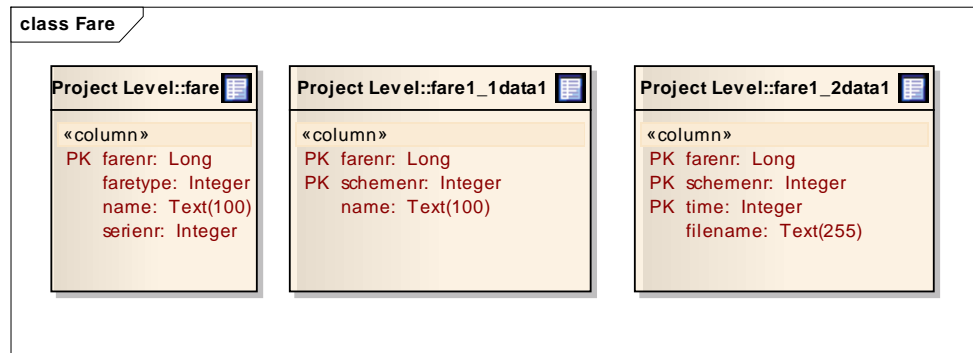 class Fare
Project Level::fare
«column»
PK farenr: Long
faretype: Integer
name: Text(100)
serienr: Integer
Project Level::fare1_1data1
«column»
PK farenr: Long
PK schemenr: Integer
name: Text(100)
Project Level::fare1_2data1
«column»
PK farenr: Long
PK schemenr: Integer
PK time: Integer
filename: Text(255)